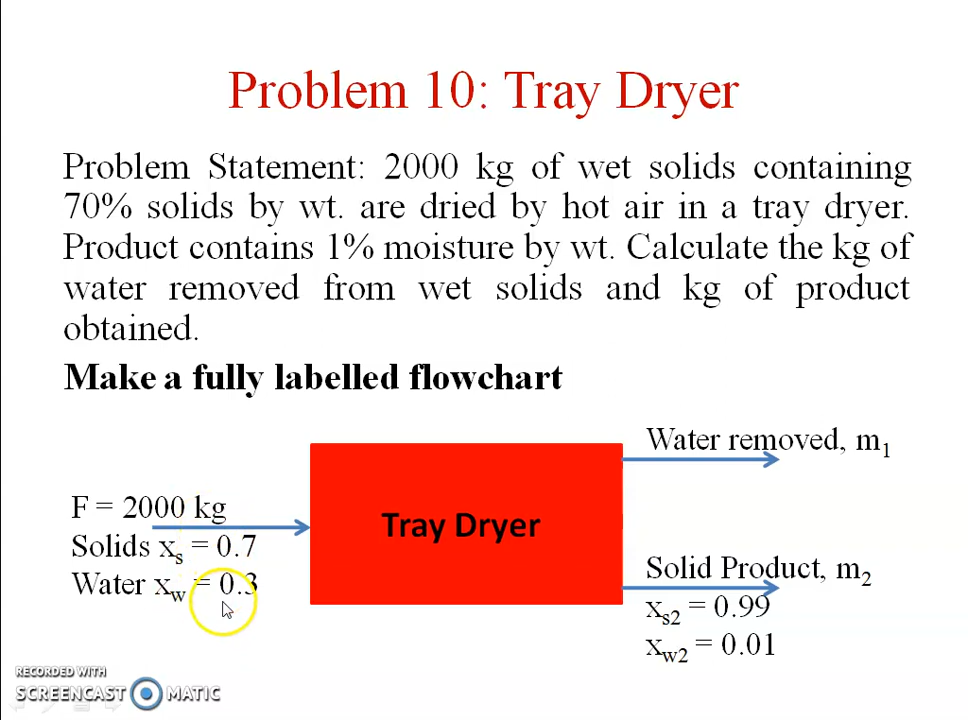 Problem 10: Tray Dryer
Problem Statement: 2000 kg of wet solids containing
70% solids by wt. are dried by hot air in a tray dryer.
Product contains 1% moisture by wt. Calculate the kg of
water removed from wet solids and kg of product
obtained.
Make a fully labelled flowchart
Water removed, m₁
F = 2000 kg
Solids xₛ = 0.7
Water x_w = 0.3
Tray Dryer
Solid Product, m₂
x_s2 = 0.99
x_w2 = 0.01
RECORDED WITH
SCREENCAST MATIC